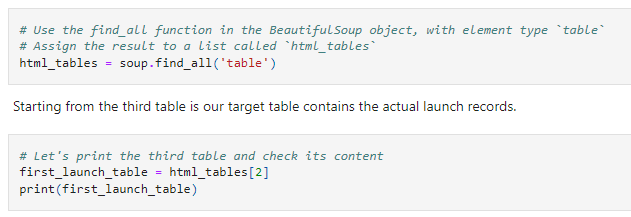 # Use the find_all function in the BeautifulSoup object, with element type `table`
# Assign the result to a list called `html_tables`
html_tables = soup.find_all('table')
Starting from the third table is our target table contains the actual launch records.
# Let's print the third table and check its content
first_launch_table = html_tables[2]
print(first_launch_table)